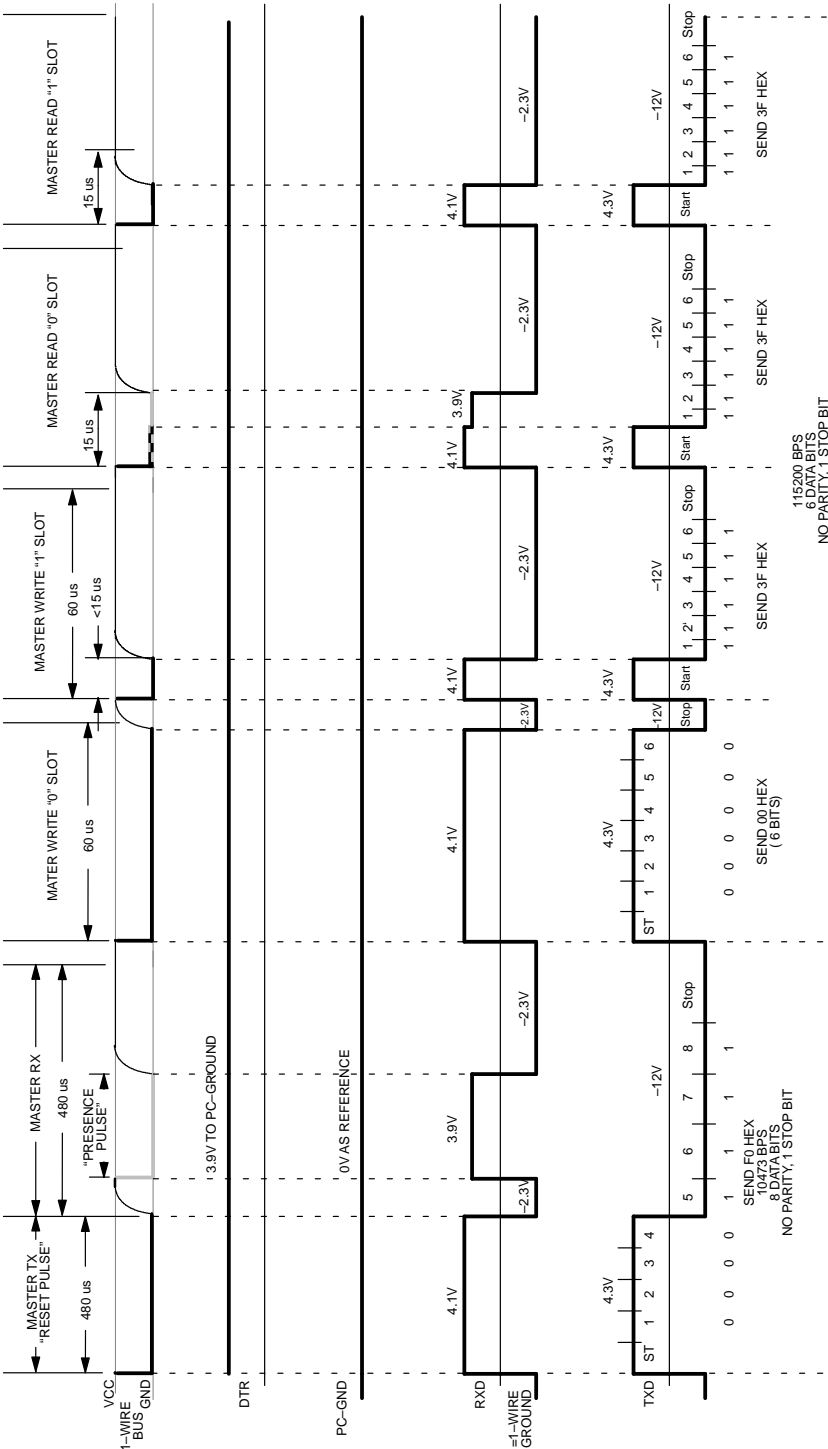 MASTER TX
"RESET PULSE"
MASTER RX
MATER WRITE "0" SLOT
MASTER WRITE "1" SLOT
MASTER READ "0" SLOT
MASTER READ "1" SLOT
480 us
480 us
"PRESENCE
PULSE"
60 us
60 us
<15 us
15 us
15 us
VCC
1–WIRE
BUS
GND
3.9V TO PC–GROUND
DTR
0V AS REFERENCE
PC–GND
RXD
=1–WIRE
GROUND
4.1V
–2.3V
3.9V
–2.3V
4.1V
–2.3V
4.1V
–2.3V
4.1V
3.9V
–2.3V
4.1V
–2.3V
TXD
4.3V
–12V
4.3V
–12V
4.3V
–12V
4.3V
–12V
4.3V
–12V
ST 1 2 3 4 5 6 7 8 Stop
ST 1 2 3 4 5 6 Stop
Start 1 2' 3 4 5 6 Stop
Start 1 2 3 4 5 6 Stop
Start 1 2 3 4 5 6 Stop
0 0 0 0 1 1 1 1
0 0 0 0 0 0
1 1 1 1 1 1
1 1 1 1 1 1
1 1 1 1 1 1
SEND F0 HEX
10473 BPS
8 DATA BITS
NO PARITY, 1 STOP BIT
SEND 00 HEX
( 6 BITS)
SEND 3F HEX
SEND 3F HEX
SEND 3F HEX
115200 BPS
6 DATA BITS
NO PARITY, 1 STOP BIT